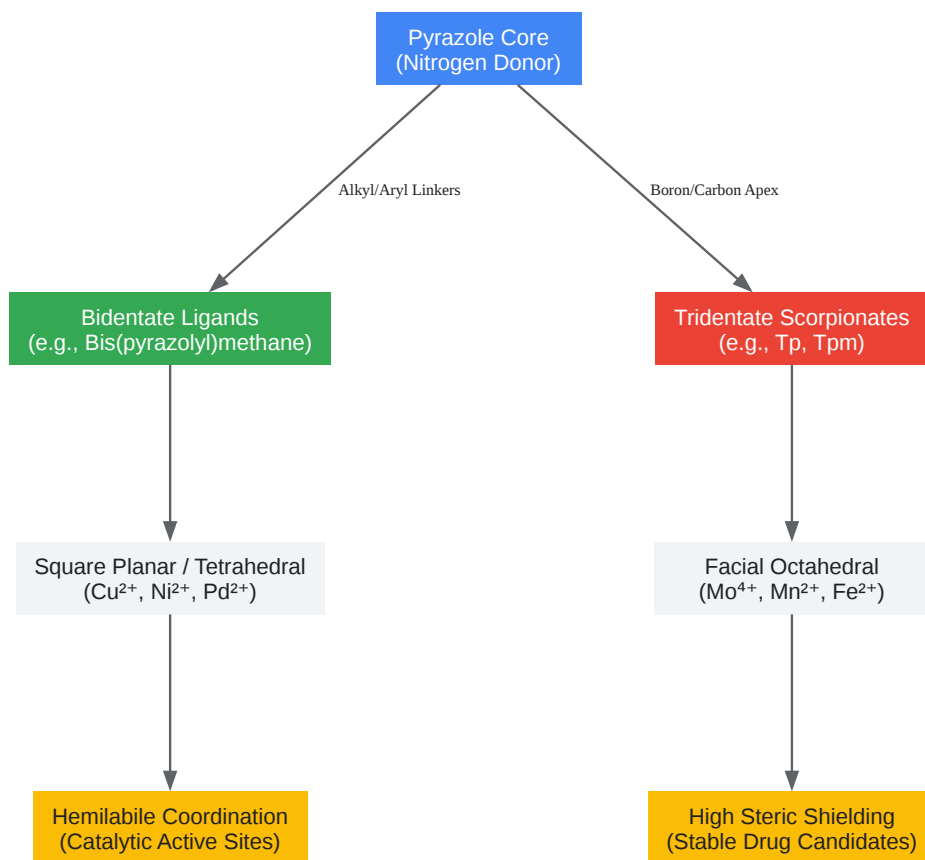 Pyrazole Core
(Nitrogen Donor)
Alkyl/Aryl Linkers
Boron/Carbon Apex
Bidentate Ligands
(e.g., Bis(pyrazolyl)methane)
Tridentate Scorpionates
(e.g., Tp, Tpm)
Square Planar / Tetrahedral
(Cu²⁺, Ni²⁺, Pd²⁺)
Facial Octahedral
(Mo⁴⁺, Mn²⁺, Fe²⁺)
Hemilabile Coordination
(Catalytic Active Sites)
High Steric Shielding
(Stable Drug Candidates)